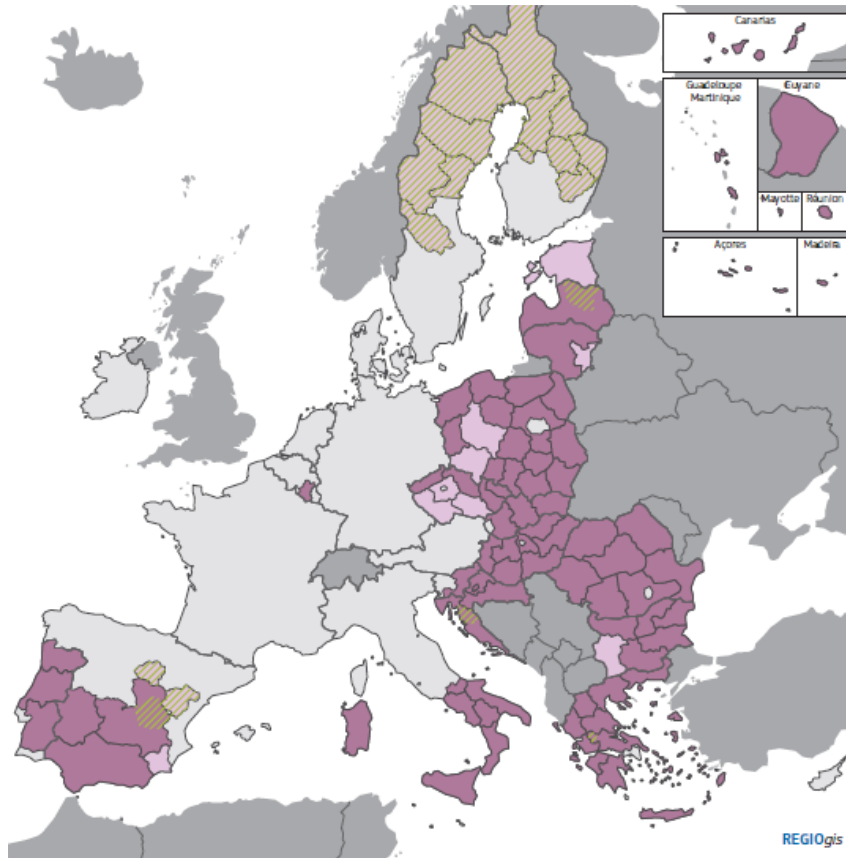 Canarias
Guadeloupe
Martinique
Guyane
Mayotte
Réunion
Açores
Madeira
REGIOgis